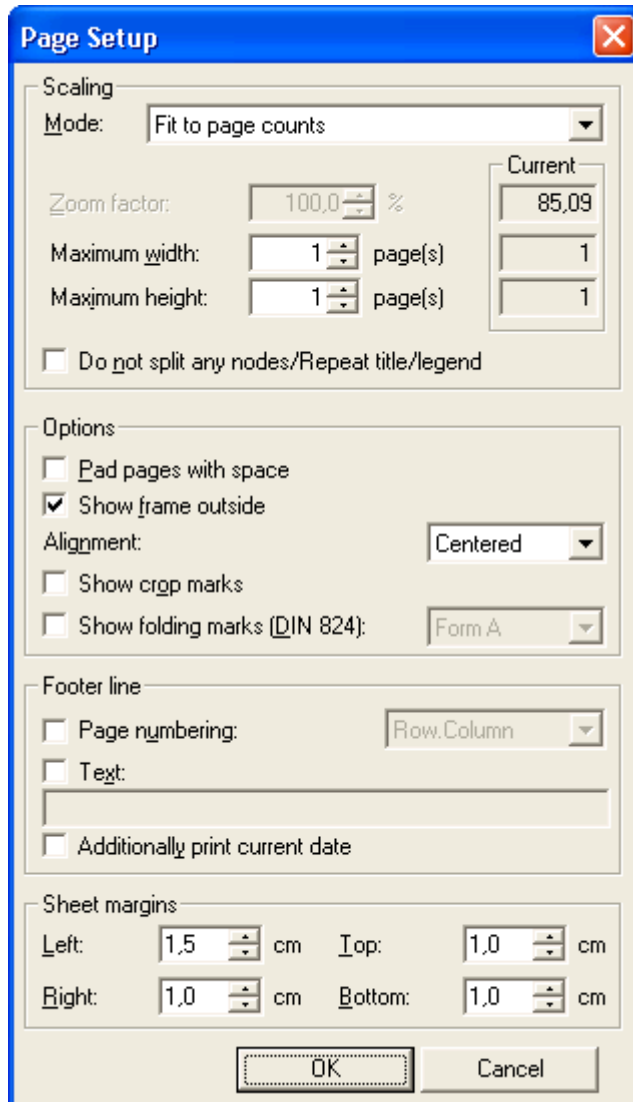 Page Setup
Scaling
Mode: Fit to page counts
Current
Zoom factor: 100,0 % 85,09
Maximum width: 1 page(s) 1
Maximum height: 1 page(s) 1
Do not split any nodes/Repeat title/legend
Options
Pad pages with space
Show frame outside
Alignment: Centered
Show crop marks
Show folding marks (DIN 824): Form A
Footer line
Page numbering: Row.Column
Text:
Additionally print current date
Sheet margins
Left: 1,5 cm Top: 1,0 cm
Right: 1,0 cm Bottom: 1,0 cm
OK Cancel